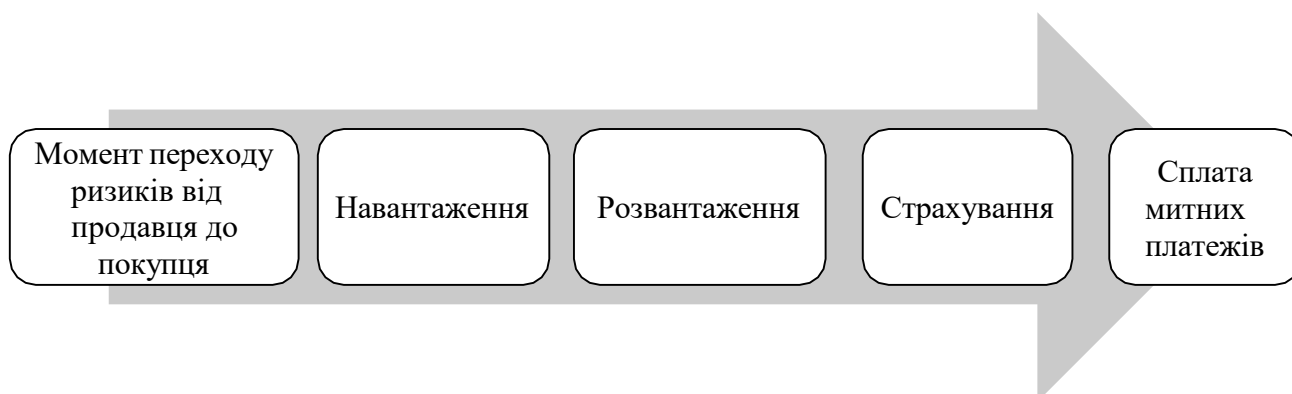 Момент переходу
ризиків від
продавця до
покупця
Навантаження
Розвантаження
Страхування
Сплата
митних
платежів